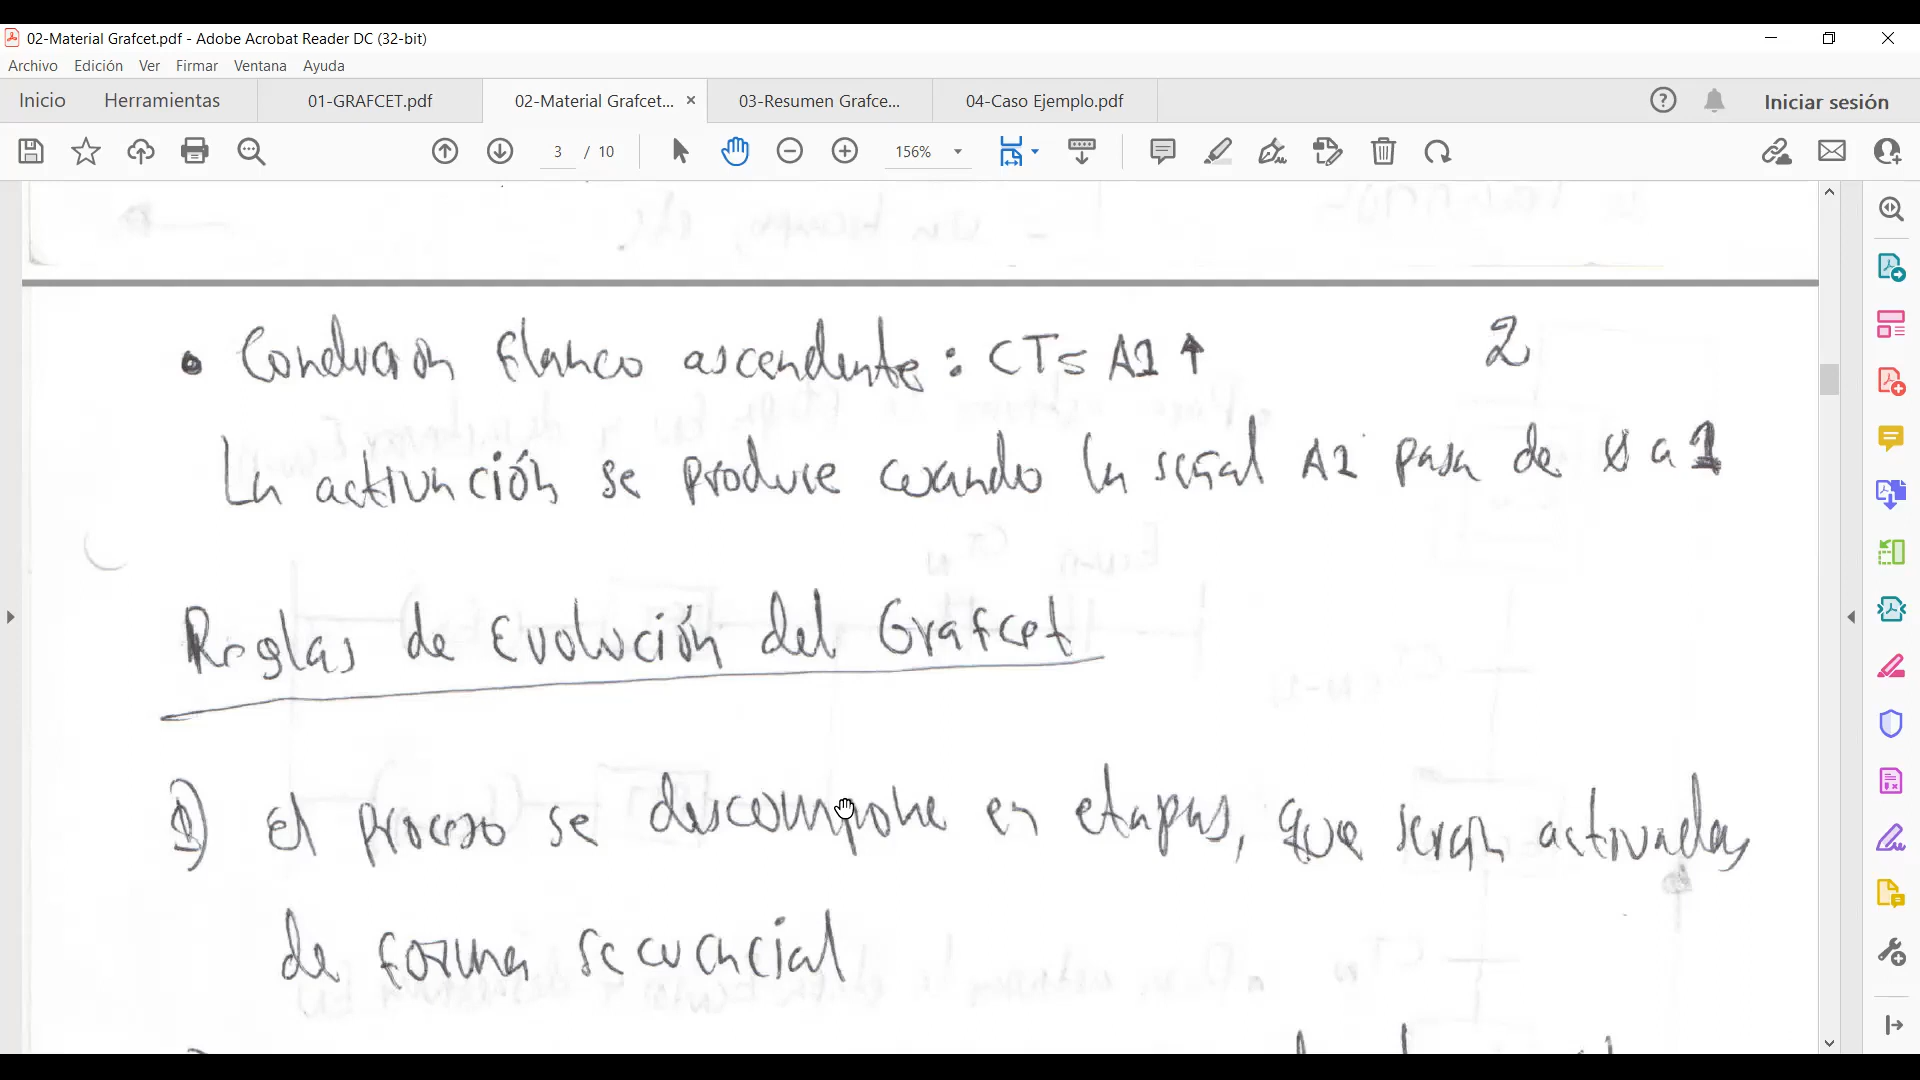 02-Material Grafcet.pdf - Adobe Acrobat Reader DC (32-bit)
Archivo Edición Ver Firmar Ventana Ayuda
Inicio Herramientas 01-GRAFCET.pdf 02-Material Grafcet... × 03-Resumen Grafce... 04-Caso Ejemplo.pdf Iniciar sesión
3 / 10 156%
• Condición flanco ascendente: CT= A1 ↑ 2
La activación se produce cuando la señal A1 pasa de 0 a 1
Reglas de Evolución del Grafcet
1) El proceso se descompone en etapas, que serán activadas
de forma secuencial